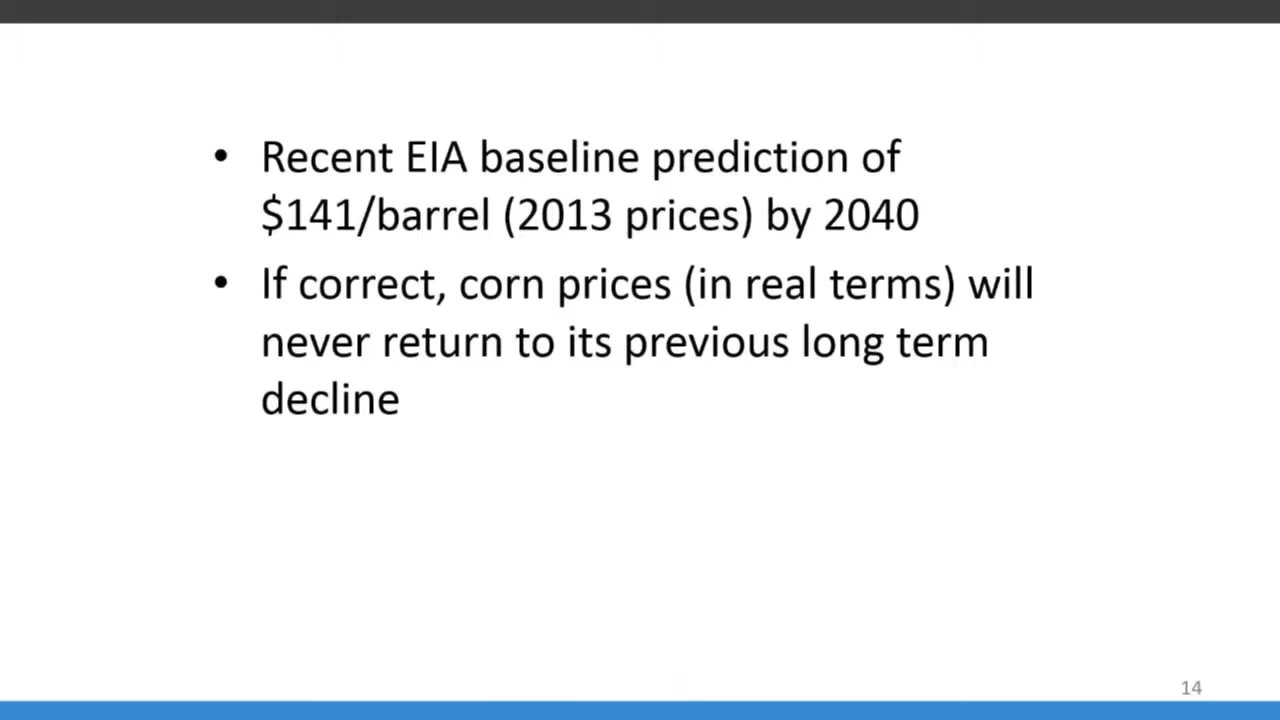 • Recent EIA baseline prediction of
$141/barrel (2013 prices) by 2040
• If correct, corn prices (in real terms) will
never return to its previous long term
decline
14